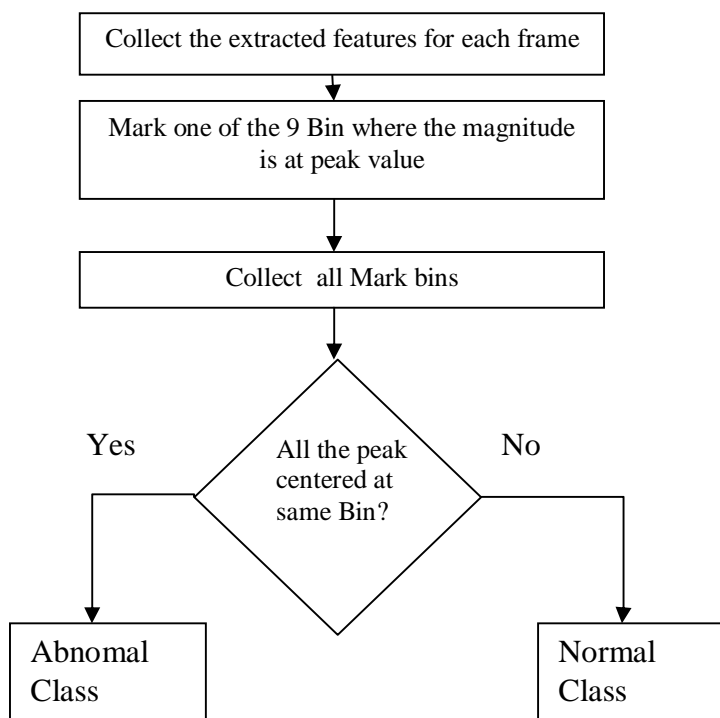 Collect the extracted features for each frame
Mark one of the 9 Bin where the magnitude
is at peak value
Collect all Mark bins
Yes
All the peak
centered at
same Bin?
No
Abnomal
Class
Normal
Class